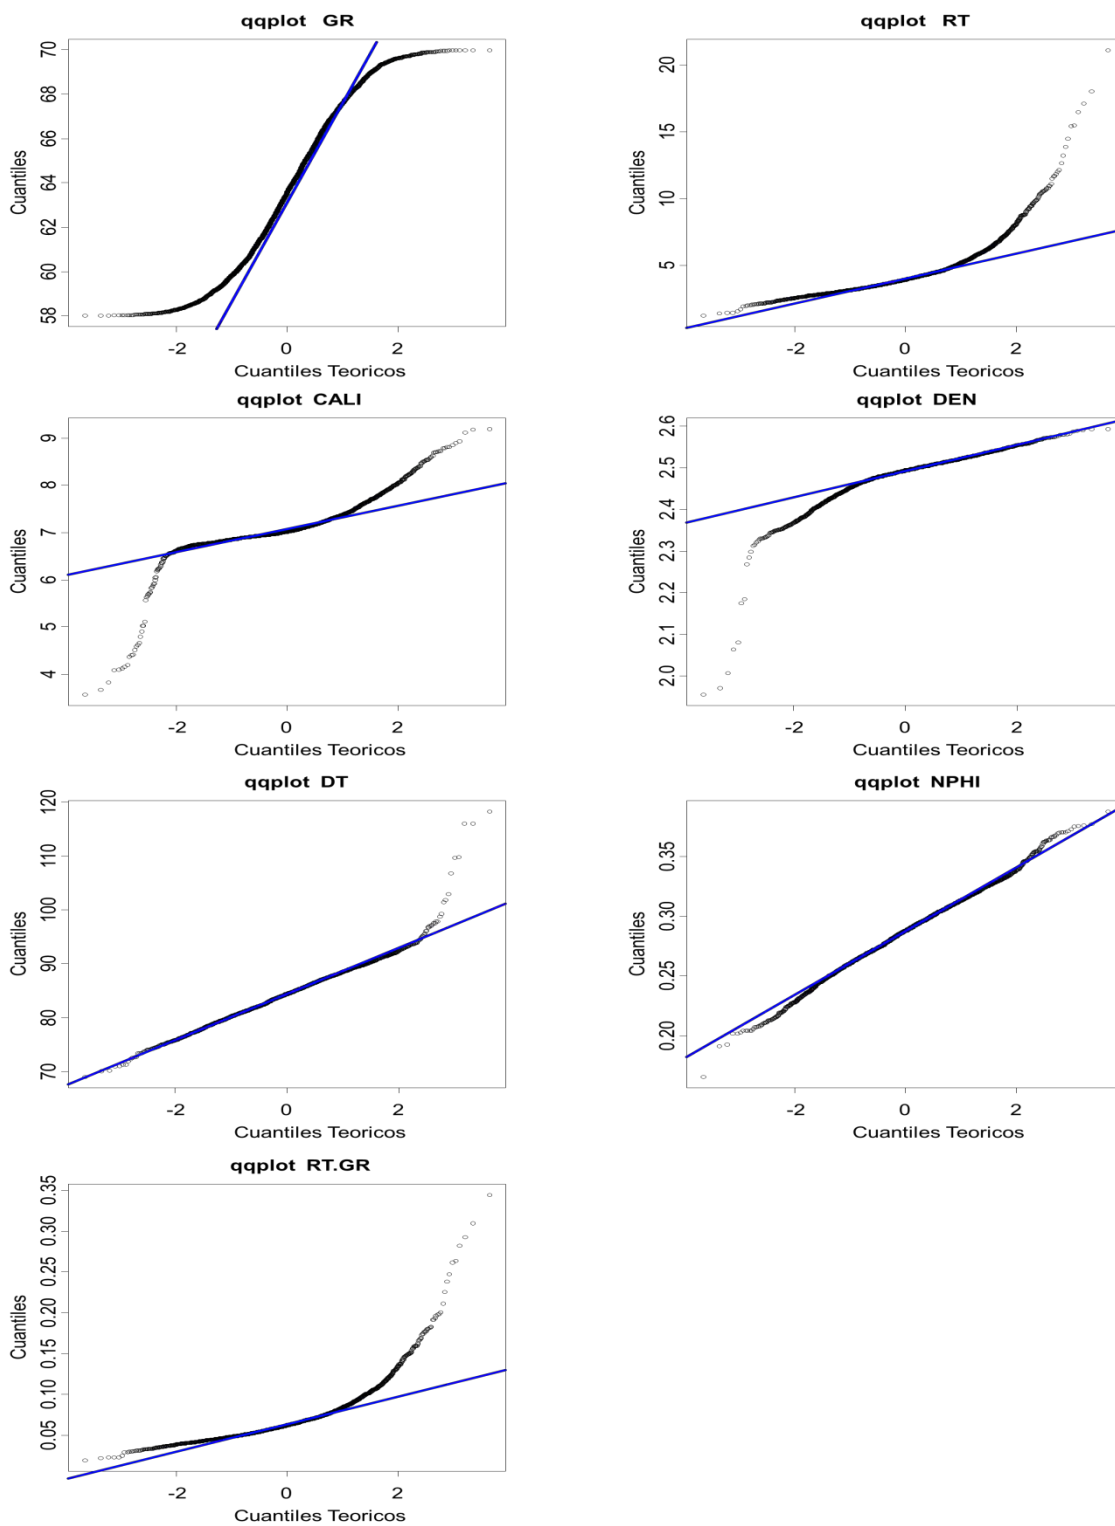 qqplot GR
Cuantiles
58 60 62 64 66 68 70
-2 0 2
Cuantiles Teoricos
qqplot RT
Cuantiles
5 10 15 20
-2 0 2
Cuantiles Teoricos
qqplot CALI
Cuantiles
4 5 6 7 8 9
-2 0 2
Cuantiles Teoricos
qqplot DEN
Cuantiles
2.0 2.1 2.2 2.3 2.4 2.5 2.6
-2 0 2
Cuantiles Teoricos
qqplot DT
Cuantiles
70 80 90 100 110 120
-2 0 2
Cuantiles Teoricos
qqplot NPHI
Cuantiles
0.20 0.25 0.30 0.35
-2 0 2
Cuantiles Teoricos
qqplot RT.GR
Cuantiles
0.05 0.10 0.15 0.20 0.25 0.30 0.35
-2 0 2
Cuantiles Teoricos